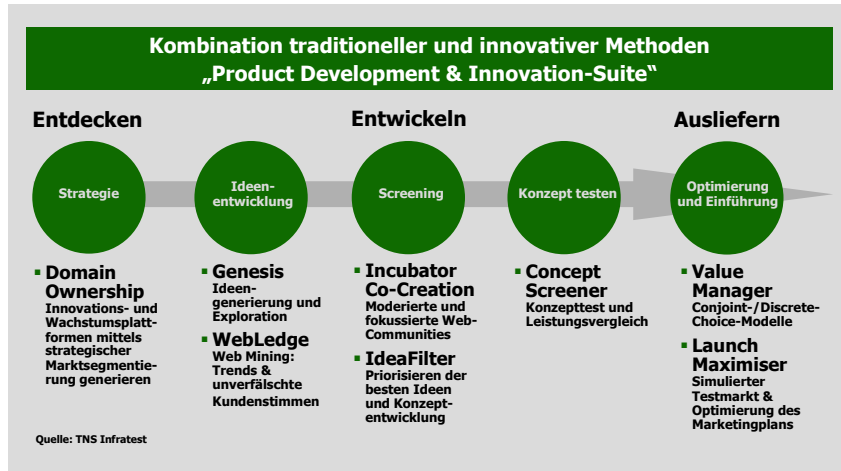 Kombination traditioneller und innovativer Methoden
„Product Development & Innovation-Suite“
Entdecken
Entwickeln
Ausliefern
Strategie
Ideen-
entwicklung
Screening
Konzept testen
Optimierung
und Einführung
Domain
Ownership
Innovations- und
Wachstumsplatt-
formen mittels
strategischer
Marktsegmentie-
rung generieren
Genesis
Ideen-
generierung und
Exploration
WebLedge
Web Mining:
Trends &
unverfälschte
Kundenstimmen
Incubator
Co-Creation
Moderierte und
fokussierte Web-
Communities
IdeaFilter
Priorisieren der
besten Ideen
und Konzept-
entwicklung
Concept
Screener
Konzepttest und
Leistungsvergleich
Value
Manager
Conjoint-/Discrete-
Choice-Modelle
Launch
Maximiser
Simulierter
Testmarkt &
Optimierung des
Marketingplans
Quelle: TNS Infratest